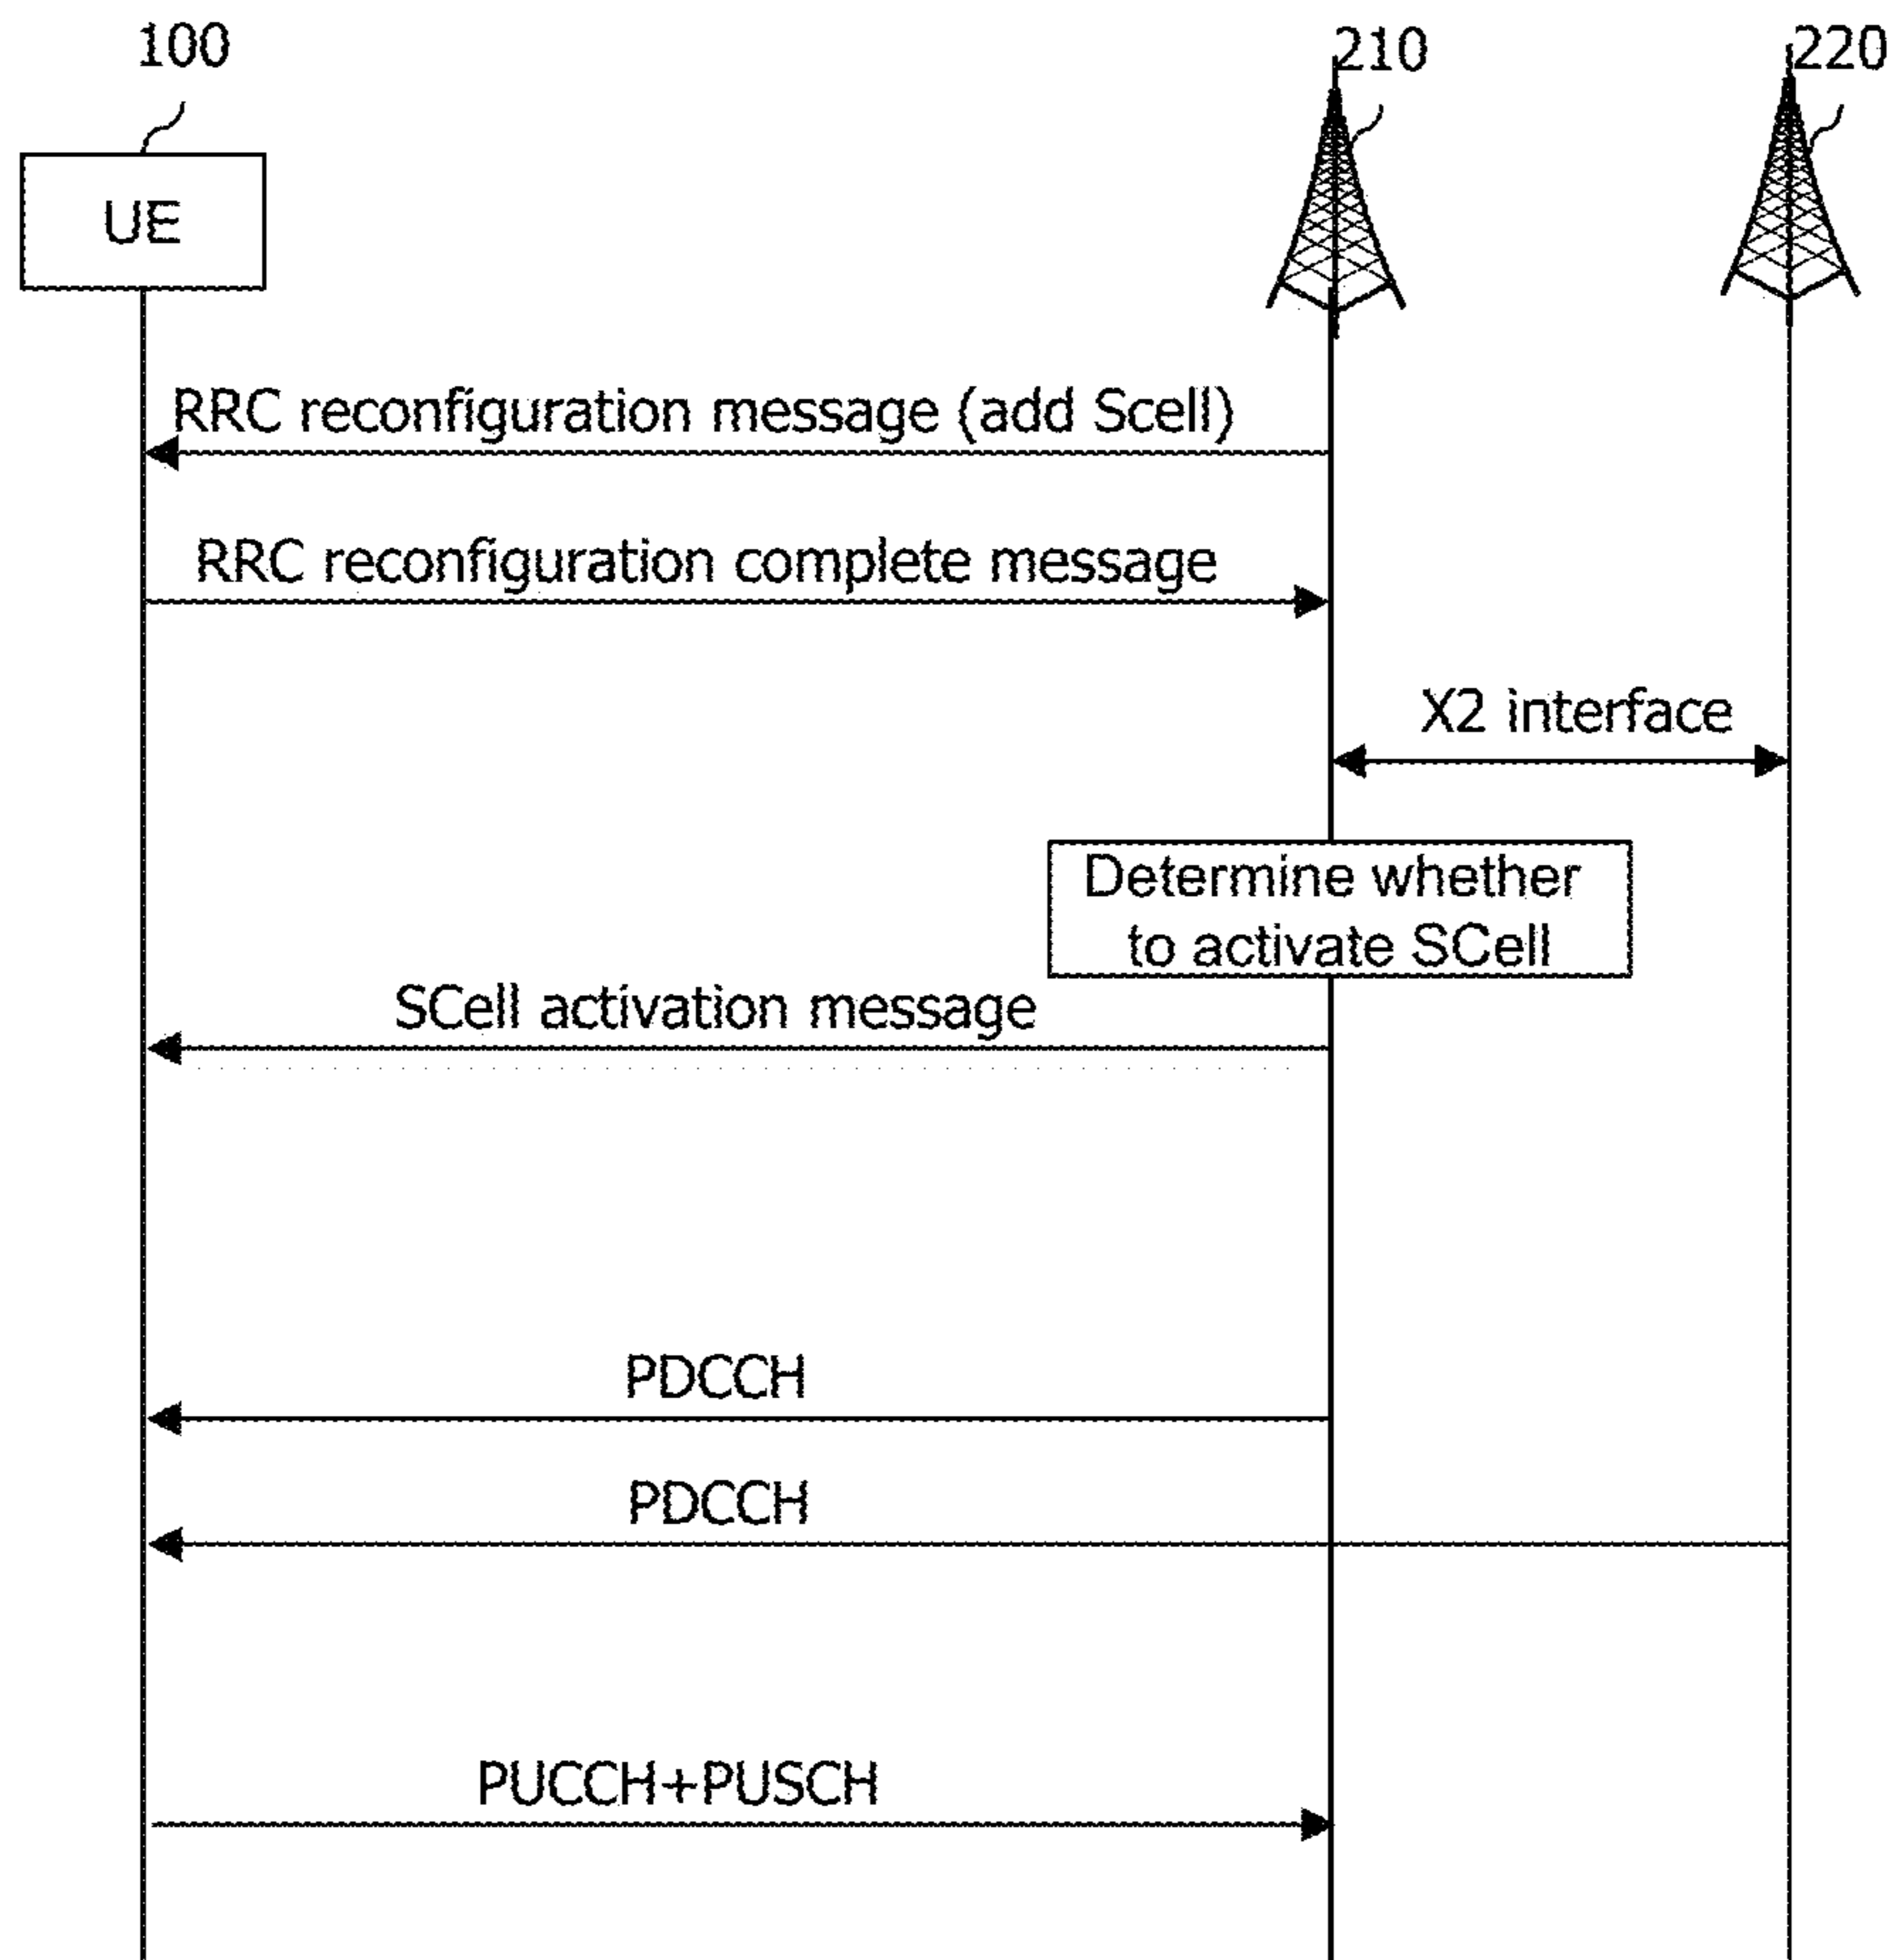 100
210
220
UE
RRC reconfiguration message (add Scell)
RRC reconfiguration complete message
X2 interface
Determine whether
to activate SCell
SCell activation message
PDCCH
PDCCH
PUCCH+PUSCH